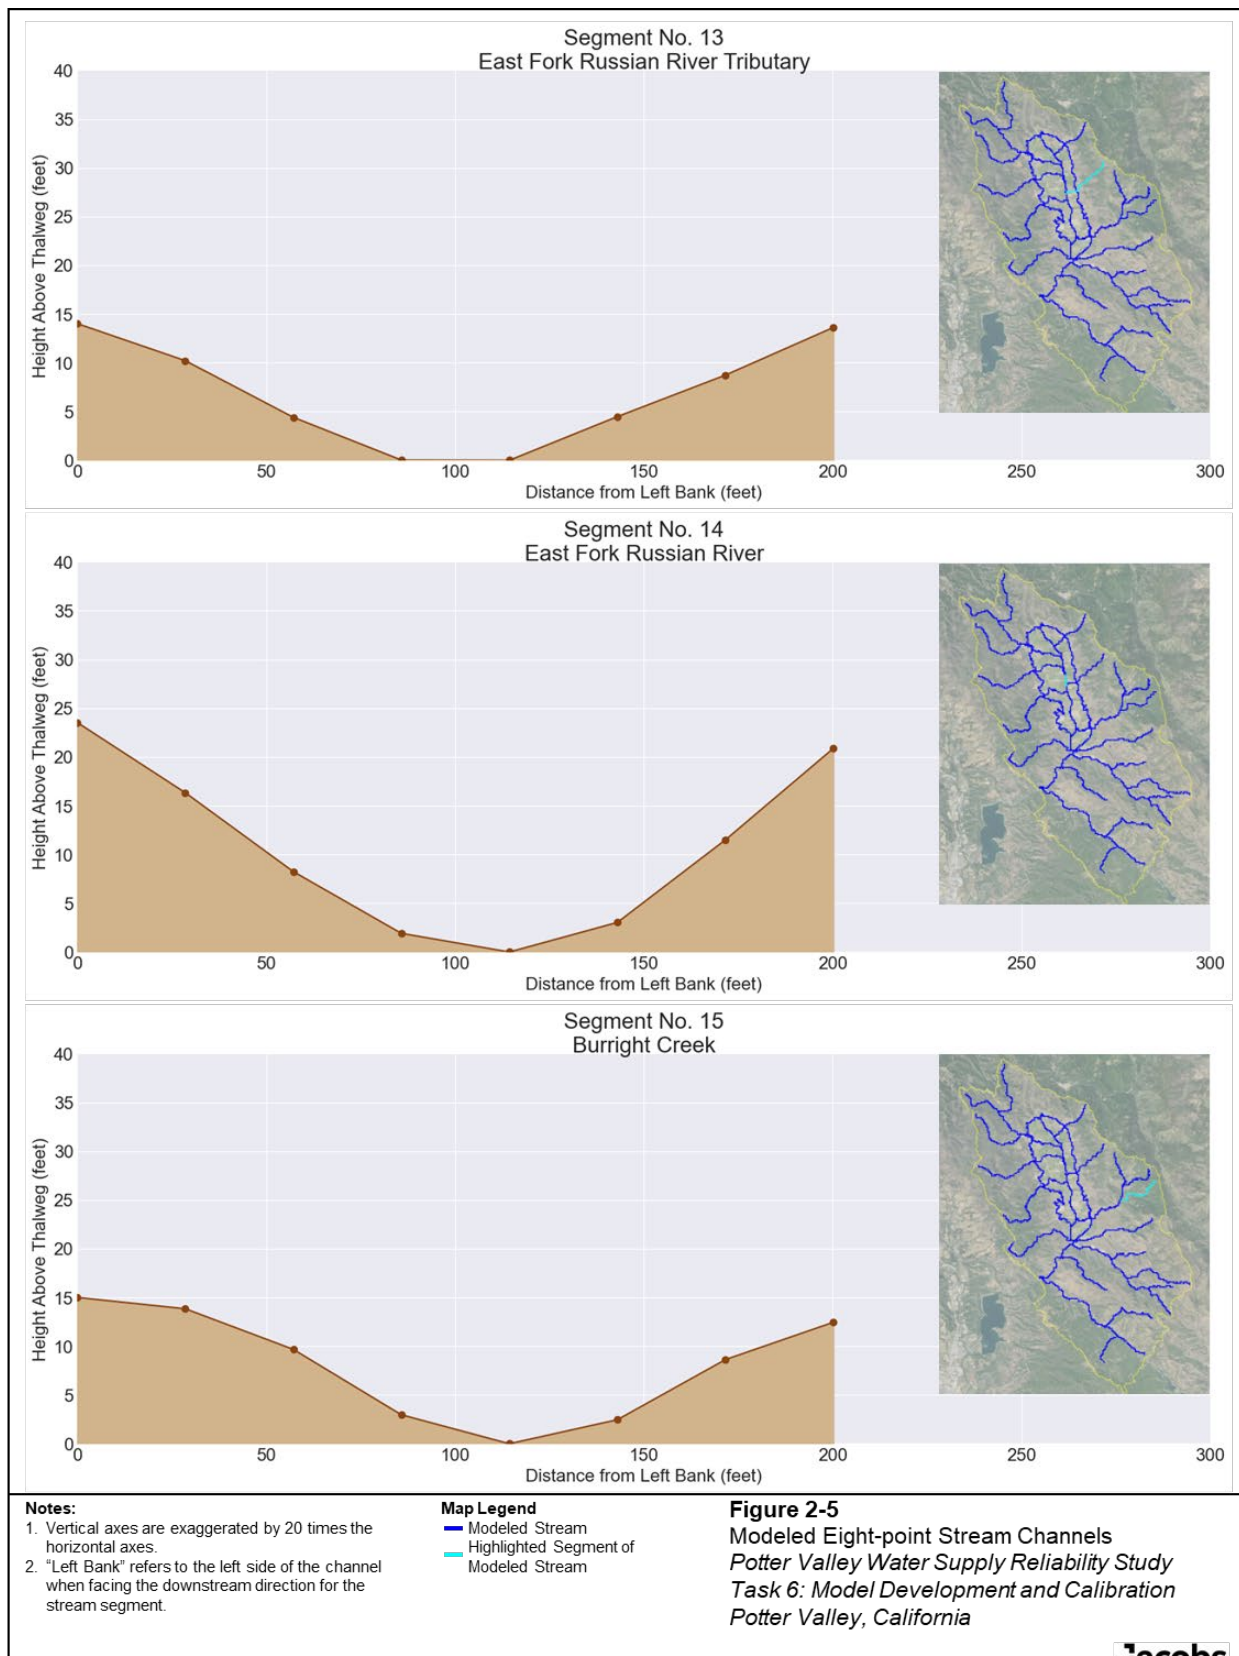 Segment No. 13
East Fork Russian River Tributary
40
35
30
25
20
15
10
5
0
Height Above Thalweg (feet)
0 50 100 150 200 250 300
Distance from Left Bank (feet)
Segment No. 14
East Fork Russian River
40
35
30
25
20
15
10
5
0
Height Above Thalweg (feet)
0 50 100 150 200 250 300
Distance from Left Bank (feet)
Segment No. 15
Burright Creek
40
35
30
25
20
15
10
5
0
Height Above Thalweg (feet)
0 50 100 150 200 250 300
Distance from Left Bank (feet)
Notes:
1. Vertical axes are exaggerated by 20 times the
horizontal axes.
2. “Left Bank” refers to the left side of the channel
when facing the downstream direction for the
stream segment.
Map Legend
Modeled Stream
Highlighted Segment of
Modeled Stream
Figure 2-5
Modeled Eight-point Stream Channels
Potter Valley Water Supply Reliability Study
Task 6: Model Development and Calibration
Potter Valley, California
Jacobs